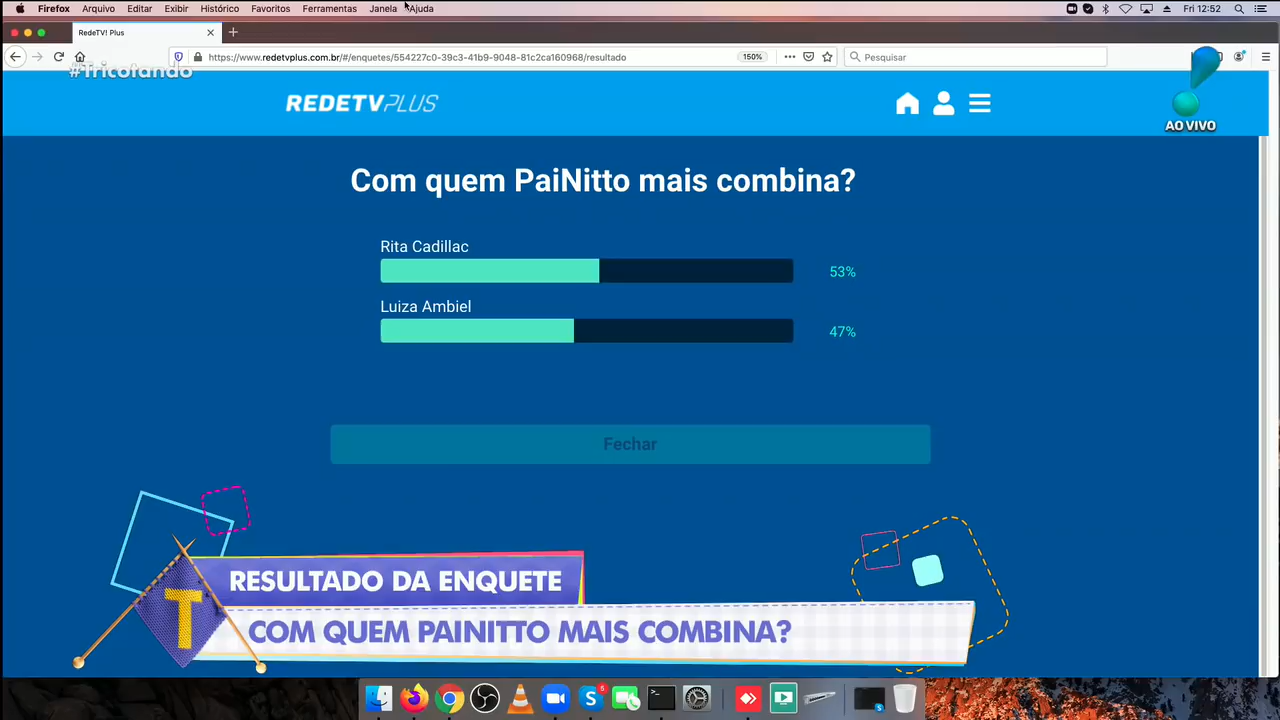 Firefox Arquivo Editar Exibir Histórico Favoritos Ferramentas Janela Ajuda Fri 12:52
RedeTV! Plus
https://www.redetvplus.com.br/#/enquetes/554227c0-39c3-41b9-9048-81c2ca160968/resultado 150% Pesquisar
#Tricotando
REDETVPLUS
AO VIVO
Com quem PaiNitto mais combina?
Rita Cadillac
53%
Luiza Ambiel
47%
Fechar
RESULTADO DA ENQUETE
T
COM QUEM PAINITTO MAIS COMBINA?